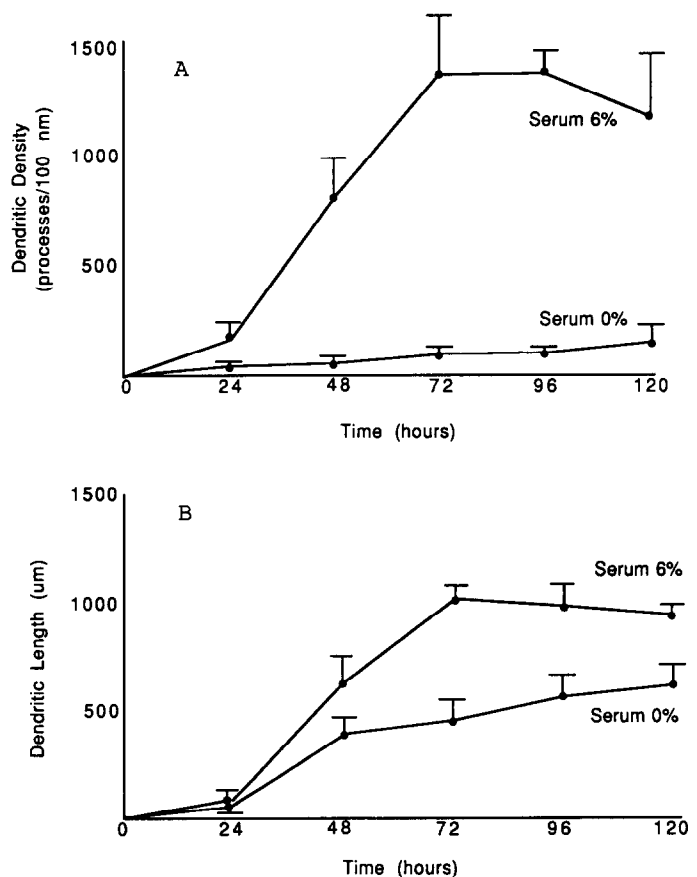 A
1500
1000
500
Dendritic Density
(processes/100 nm)
Serum 6%
Serum 0%
0 24 48 72 96 120
Time (hours)
B
1500
1000
500
Dendritic Length (um)
Serum 6%
Serum 0%
0 24 48 72 96 120
Time (hours)